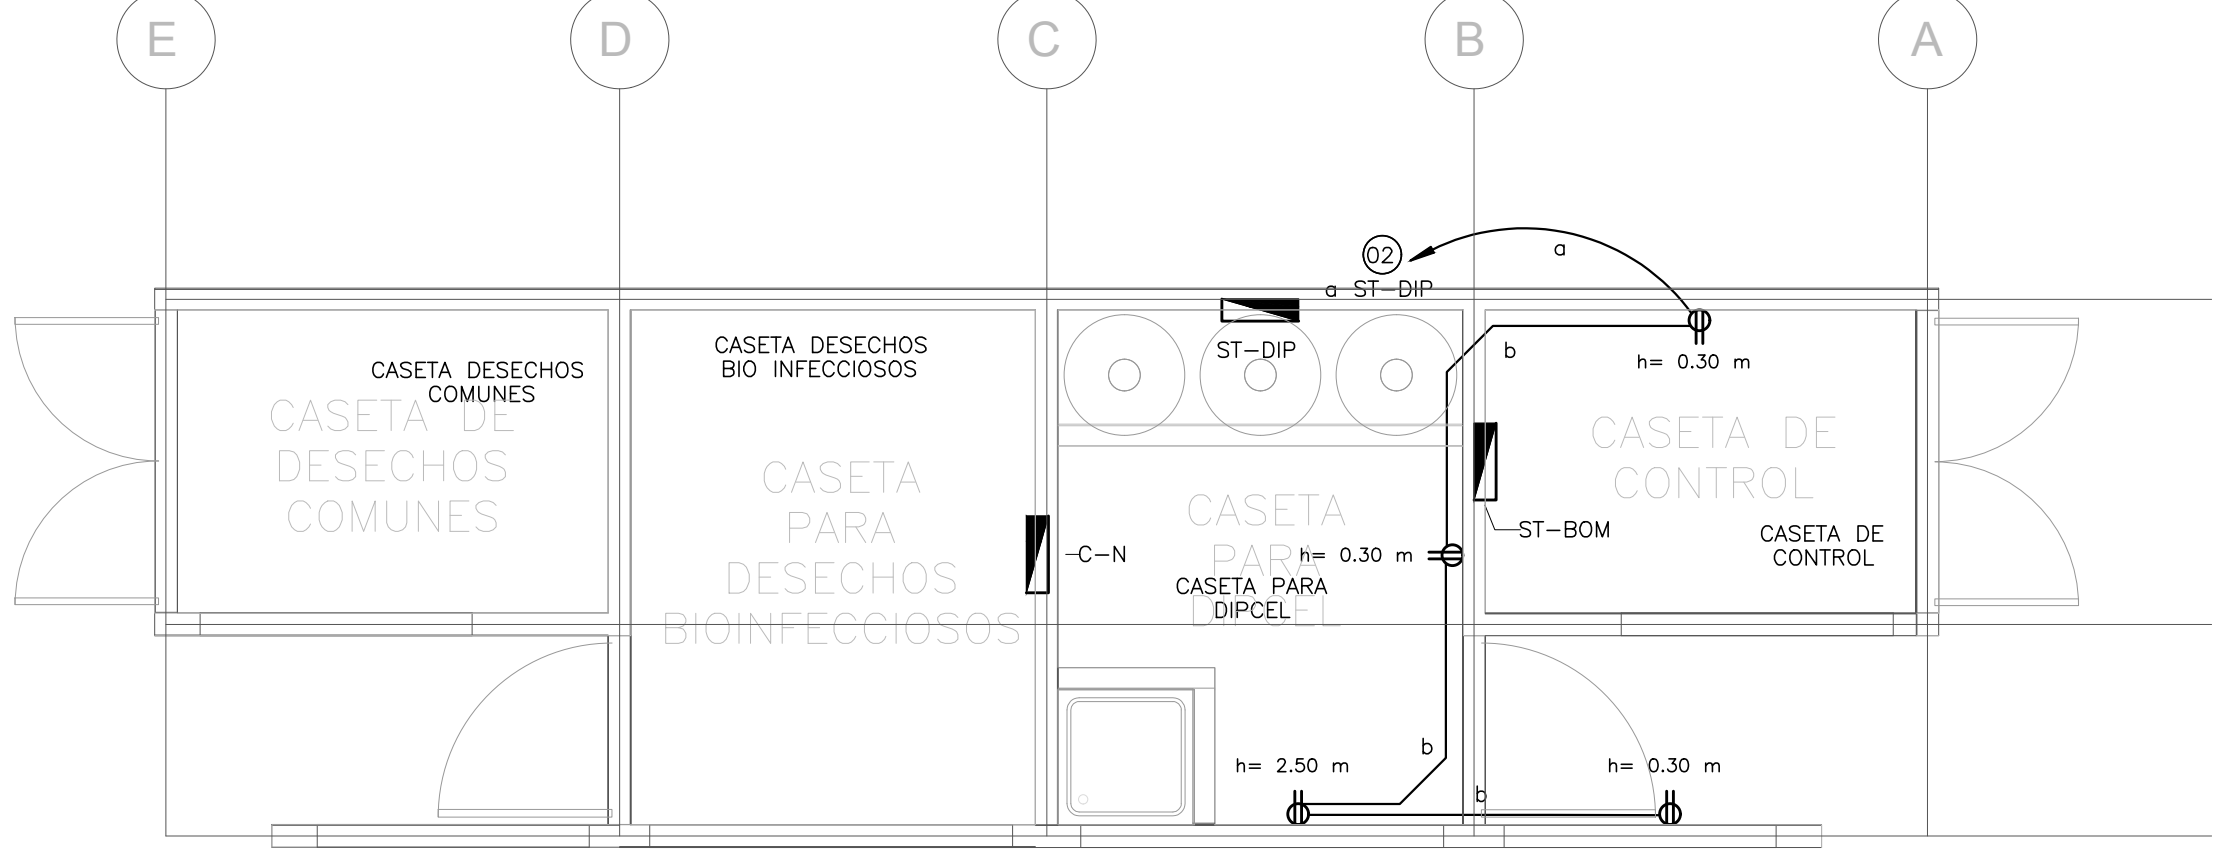 E
D
C
B
A
02
a
a ST-DIP
CASETA DESECHOS
BIO INFECCIOSOS
ST-DIP
b
h= 0.30 m
CASETA DESECHOS
COMUNES
CASETA DE
DESECHOS
COMUNES
CASETA
PARA
DESECHOS
BIOINFECCIOSOS
CASETA
PARA
DIPCEL
CASETA DE
CONTROL
ST-BOM
CASETA DE
CONTROL
C-N
h= 0.30 m
CASETA PARA
DIPCEL
b
h= 2.50 m
h= 0.30 m
b